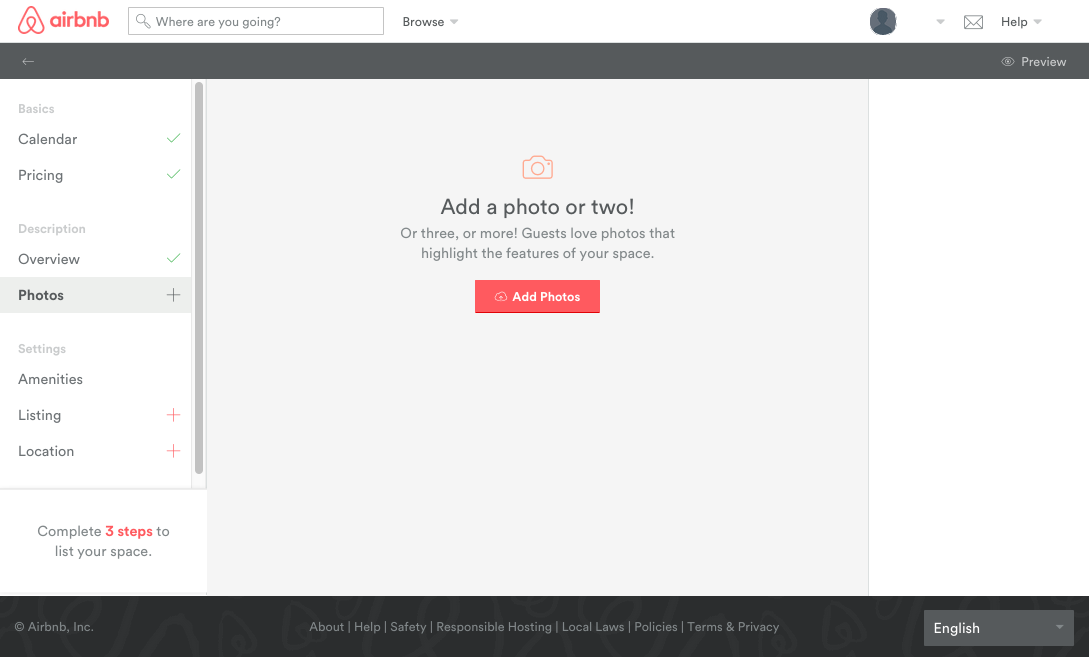 airbnb
Where are you going?
Browse
Help
Preview
Basics
Calendar
Pricing
Description
Overview
Photos
Settings
Amenities
Listing
Location
Complete 3 steps to
list your space.
Add a photo or two!
Or three, or more! Guests love photos that
highlight the features of your space.
Add Photos
© Airbnb, Inc.
About | Help | Safety | Responsible Hosting | Local Laws | Policies | Terms & Privacy
English